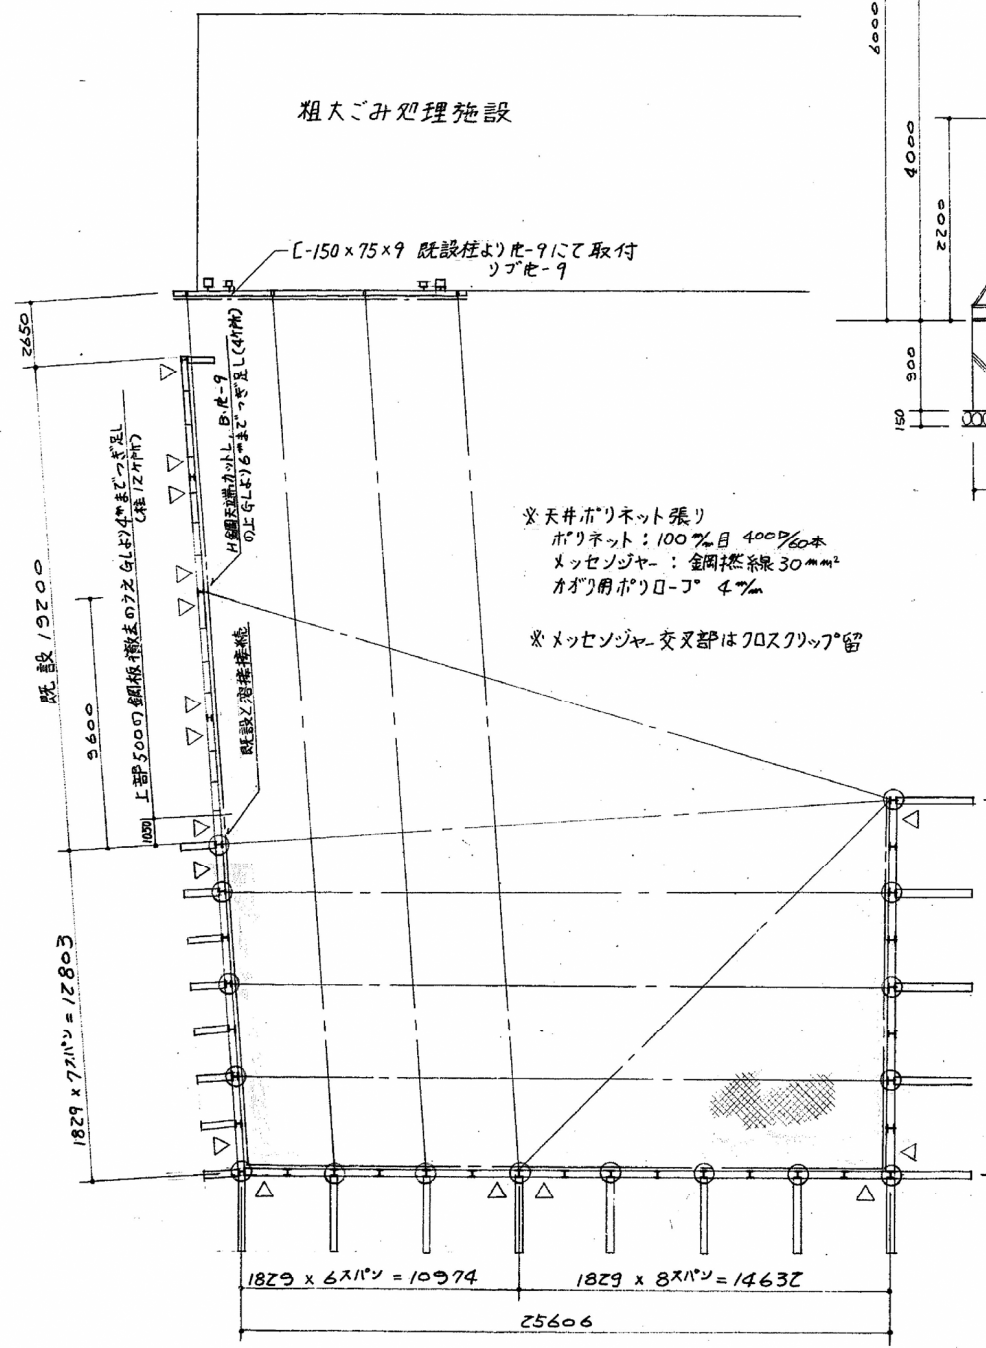 粗大ごみ処理施設
[-150×75×9 既設柱より PL-9にて取付
リブPL-9
6000
4000
2200
900
150
2650
既設 19200
9600
1050
上部500の鋼板撤去のうえGLより4mまでつぎ足し
(柱12ケ所)
H鋼天端カットし、B.PL-9
の上GLより6mまでつぎ足し(4ケ所)
既設と溶接接続
※天井ポリネット張り
ポリネット:100m/m目 400D/60本
メッセンジャー:鋼撚線30mm²
カガリ用ポリロープ 4m/m
※メッセンジャー交叉部はクロスクリップ留
1829×7スパン=12803
1829×6スパン=10974
1829×8スパン=14632
25606